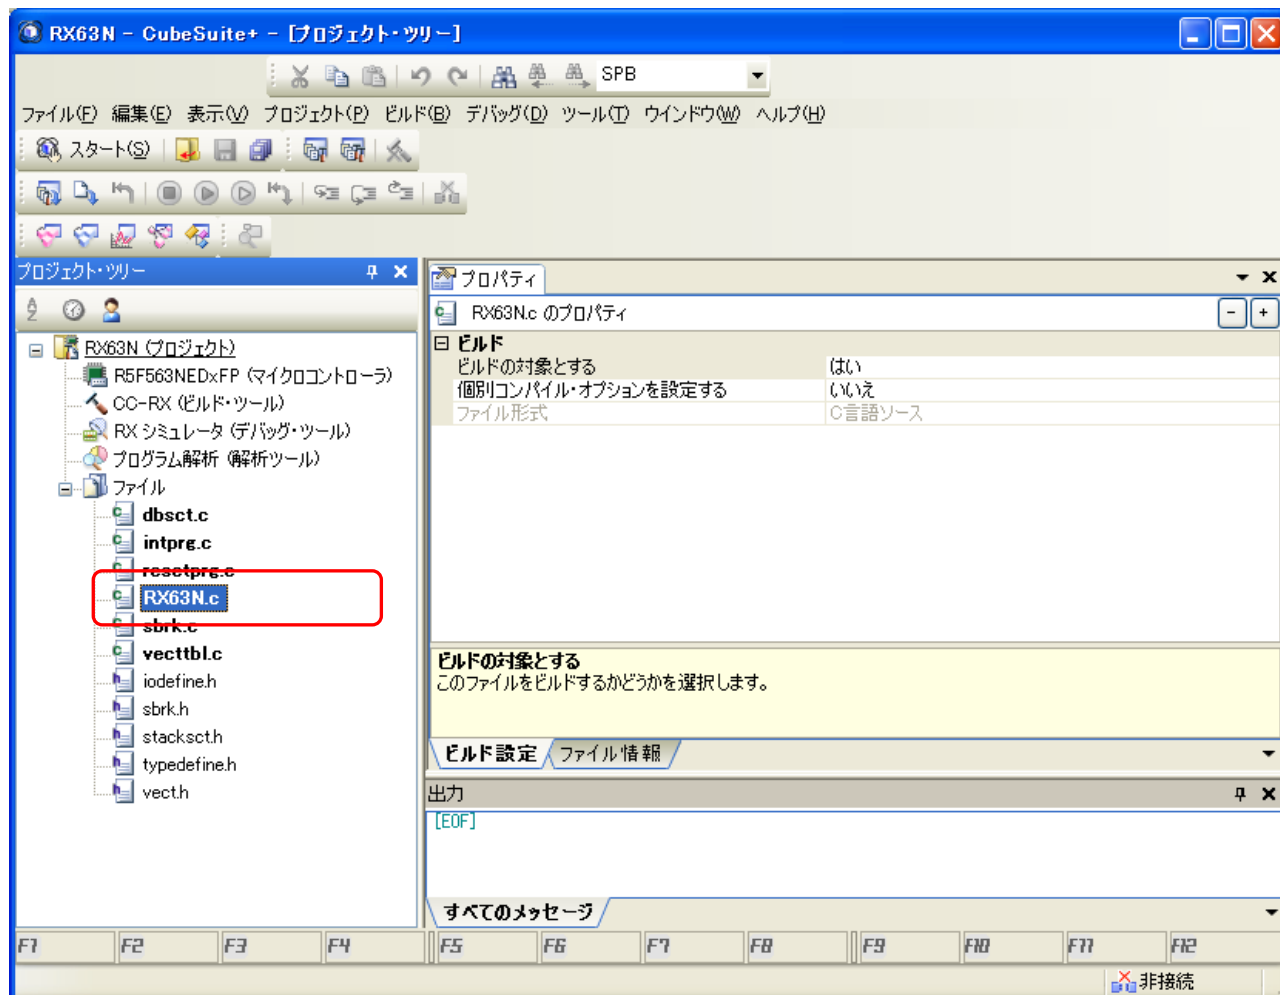 RX63N - CubeSuite+ - [プロジェクト・ツリー]
SPB
ファイル(F) 編集(E) 表示(V) プロジェクト(P) ビルド(B) デバッグ(D) ツール(T) ウインドウ(W) ヘルプ(H)
スタート(S)
プロジェクト・ツリー
RX63N (プロジェクト)
R5F563NEDxFP (マイクロコントローラ)
CC-RX (ビルド・ツール)
RX シミュレータ (デバッグ・ツール)
プログラム解析 (解析ツール)
ファイル
dbsct.c
intprg.c
resetprg.c
RX63N.c
sbrk.c
vecttbl.c
iodefine.h
sbrk.h
stacksct.h
typedefine.h
vect.h
プロパティ
RX63N.c のプロパティ
ビルド
ビルドの対象とする はい
個別コンパイル・オプションを設定する いいえ
ファイル形式 C言語ソース
ビルドの対象とする
このファイルをビルドするかどうかを選択します。
ビルド設定 ファイル情報
出力
[EOF]
すべてのメッセージ
F1 F2 F3 F4 F5 F6 F7 F8 F9 F10 F11 F12
非接続